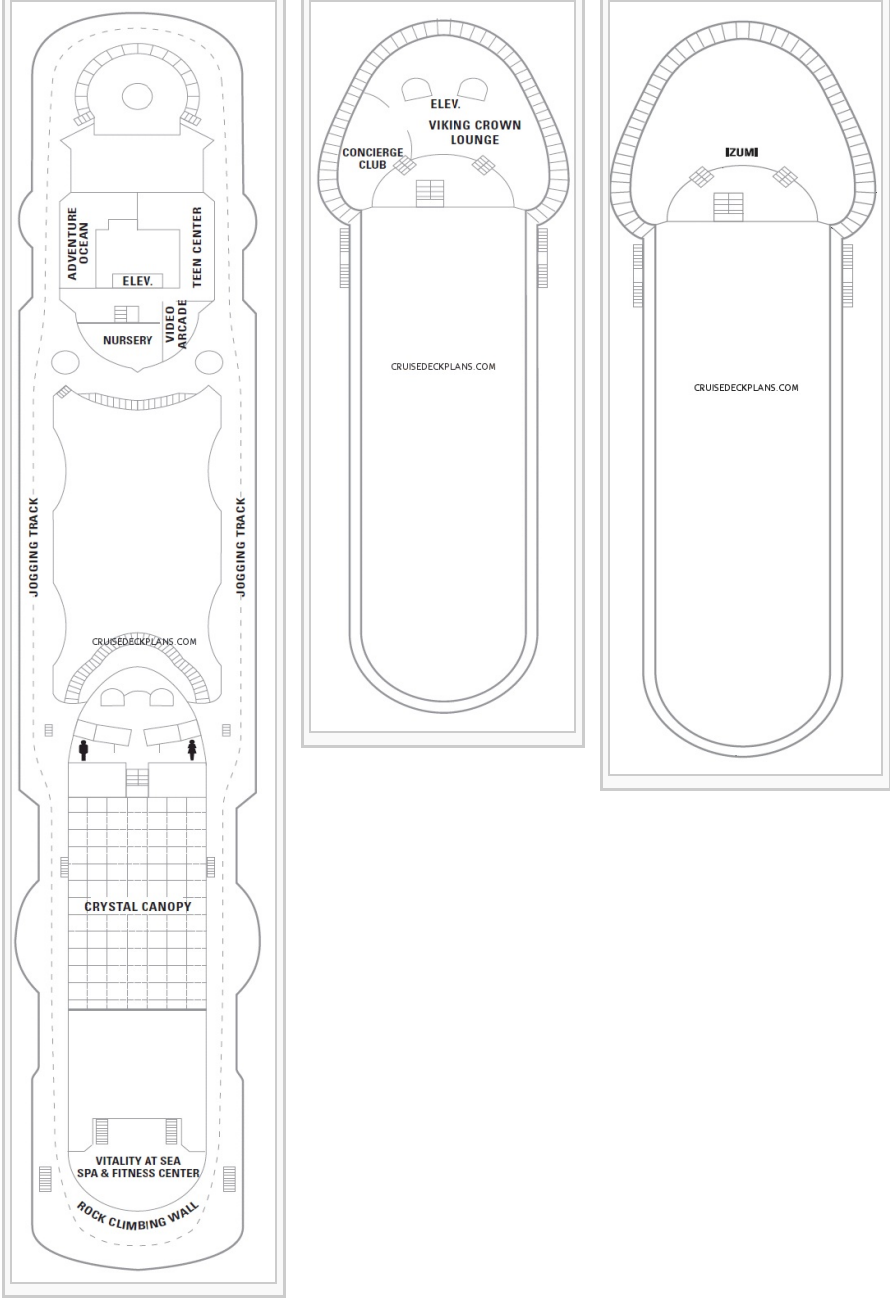 ADVENTURE
OCEAN
TEEN CENTER
ELEV.
VIDEO
ARCADE
NURSERY
JOGGING TRACK
JOGGING TRACK
CRUISEDECKPLANS.COM
CRYSTAL CANOPY
VITALITY AT SEA
SPA & FITNESS CENTER
ROCK CLIMBING WALL
ELEV.
VIKING CROWN
LOUNGE
CONCIERGE
CLUB
CRUISEDECKPLANS.COM
IZUMI
CRUISEDECKPLANS.COM